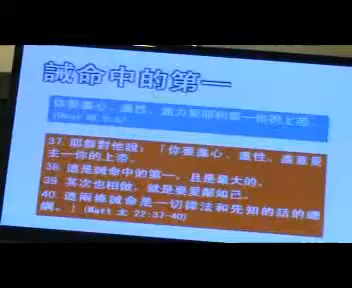 誡命中的第一
你要盡心、盡性、盡力愛耶和華─你的上帝。
37. 耶穌對他說：「你要盡心、盡性、盡意愛
主─你的上帝。
38. 這是誡命中的第一，且是最大的。
39. 其次也相倣，就是要愛鄰如己。
40. 這兩條誡命是一切律法和先知的話的總
綱。」(Matt 太 22:37-40)